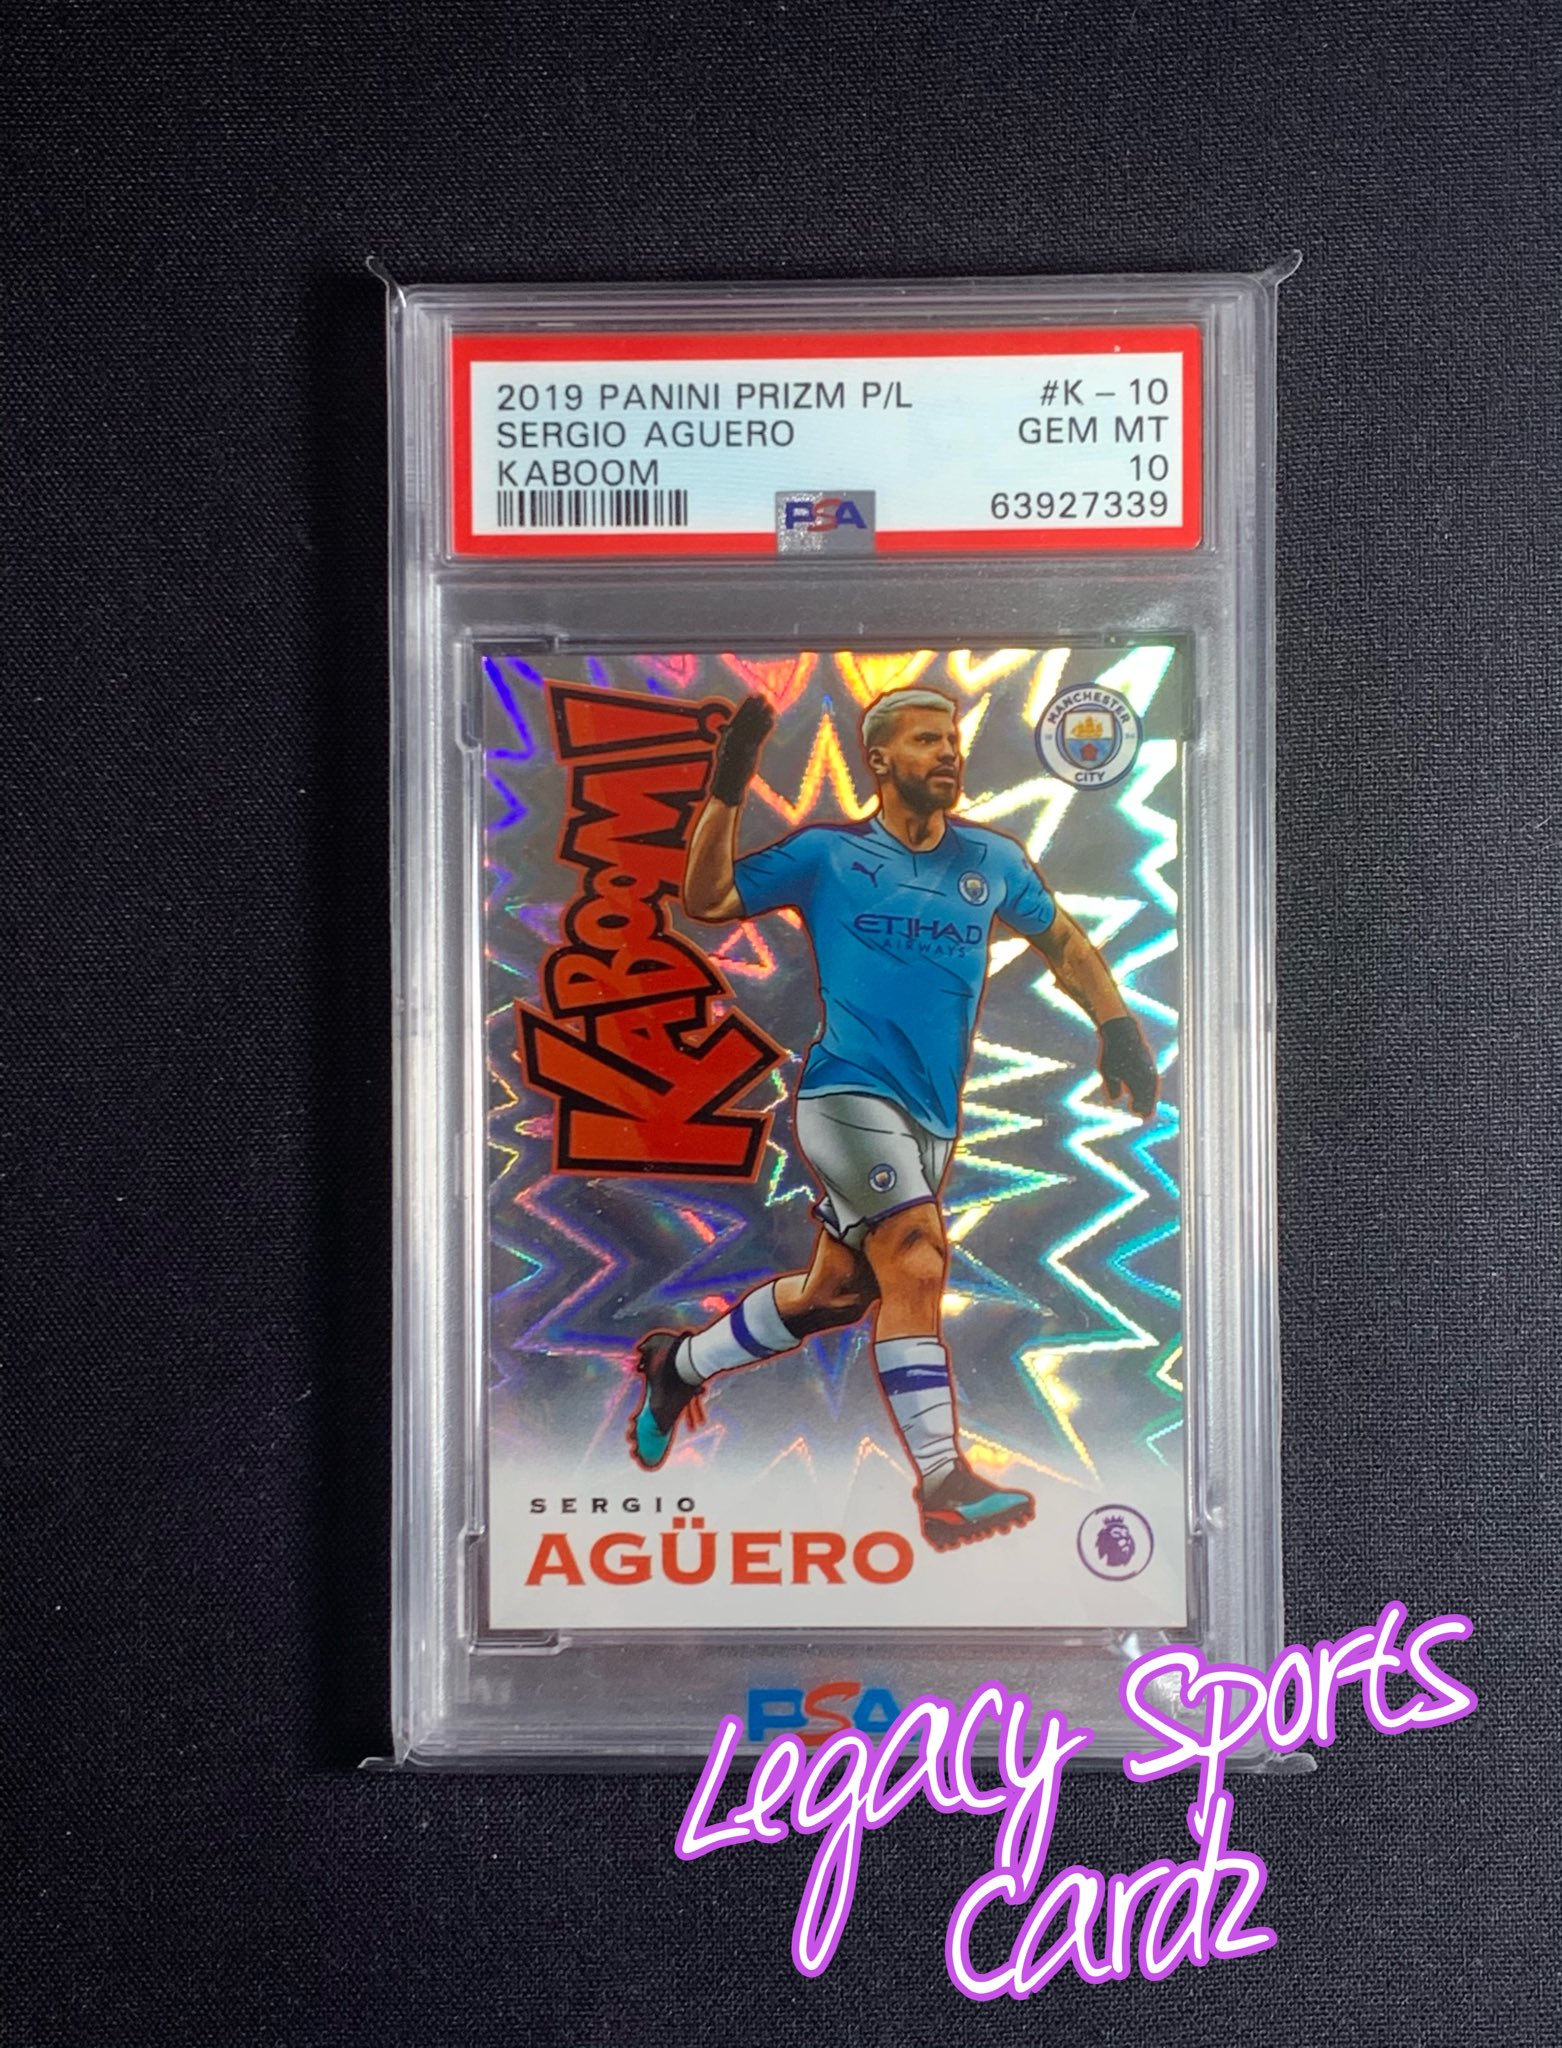 2019 PANINI PRIZM P/L #K - 10
SERGIO AGUERO GEM MT
KABOOM 10
PSA 63927339
KABOOM!
MANCHESTER
CITY
ETIHAD
AIRWAYS
SERGIO
AGÜERO
PSA
Legacy Sports
Cardz